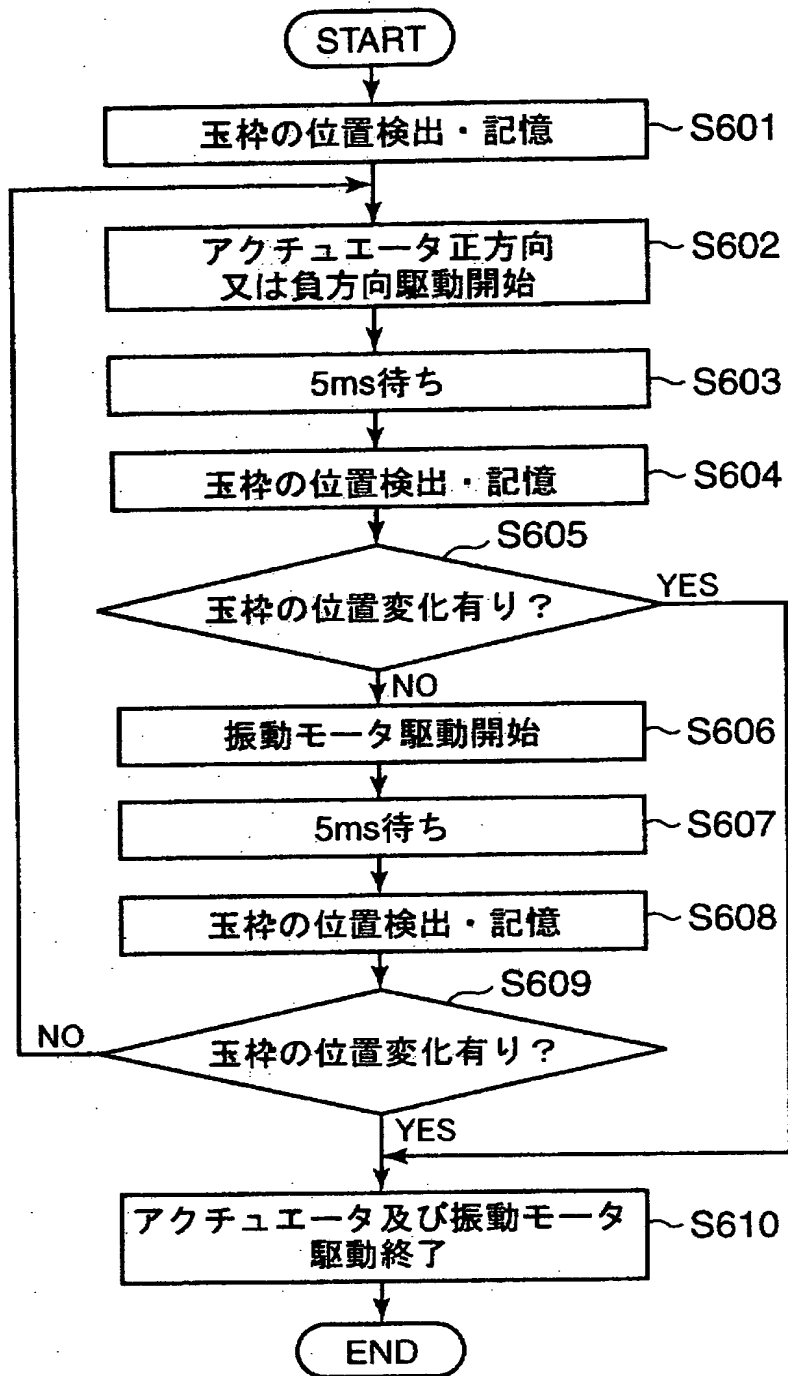 START
玉枠の位置検出・記憶
S601
アクチュエータ正方向
又は負方向駆動開始
S602
5ms待ち
S603
玉枠の位置検出・記憶
S604
S605
玉枠の位置変化有り？
YES
NO
振動モータ駆動開始
S606
5ms待ち
S607
玉枠の位置検出・記憶
S608
S609
NO
玉枠の位置変化有り？
YES
アクチュエータ及び振動モータ
駆動終了
S610
END